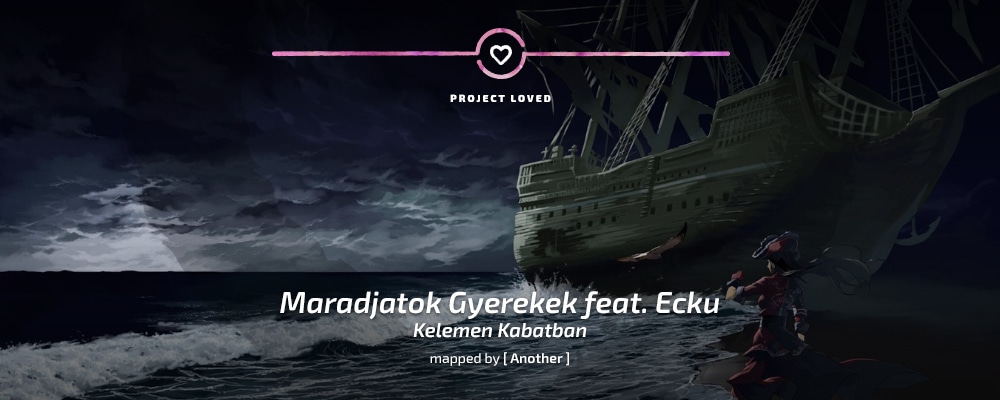 PROJECT LOVED
Maradjatok Gyerekek feat. Ecku
Kelemen Kabatban
mapped by [ Another ]